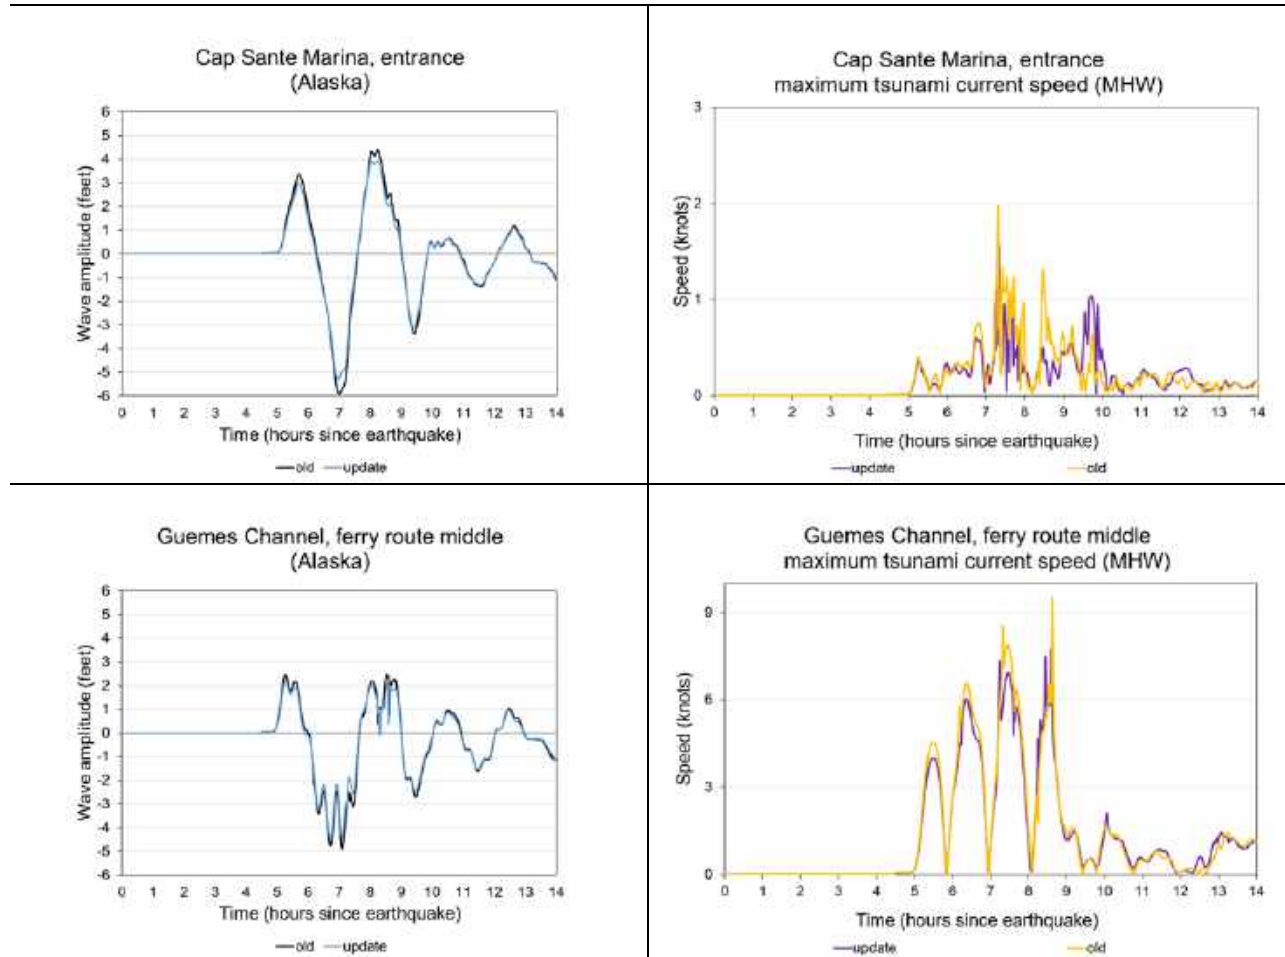 Cap Sante Marina, entrance
(Alaska)
Wave amplitude (feet)
6
5
4
3
2
1
0
-1
-2
-3
-4
-5
-6
0 1 2 3 4 5 6 7 8 9 10 11 12 13 14
Time (hours since earthquake)
old update
Cap Sante Marina, entrance
maximum tsunami current speed (MHW)
Speed (knots)
3
2
1
0
0 1 2 3 4 5 6 7 8 9 10 11 12 13 14
Time (hours since earthquake)
update old
Guemes Channel, ferry route middle
(Alaska)
Wave amplitude (feet)
6
5
4
3
2
1
0
-1
-2
-3
-4
-5
-6
0 1 2 3 4 5 6 7 8 9 10 11 12 13 14
Time (hours since earthquake)
old update
Guemes Channel, ferry route middle
maximum tsunami current speed (MHW)
Speed (knots)
9
6
3
0
0 1 2 3 4 5 6 7 8 9 10 11 12 13 14
Time (hours since earthquake)
update old